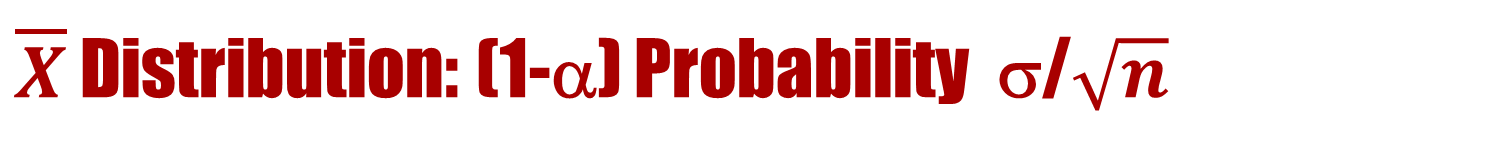 X̅ Distribution: (1-α) Probability σ/√n